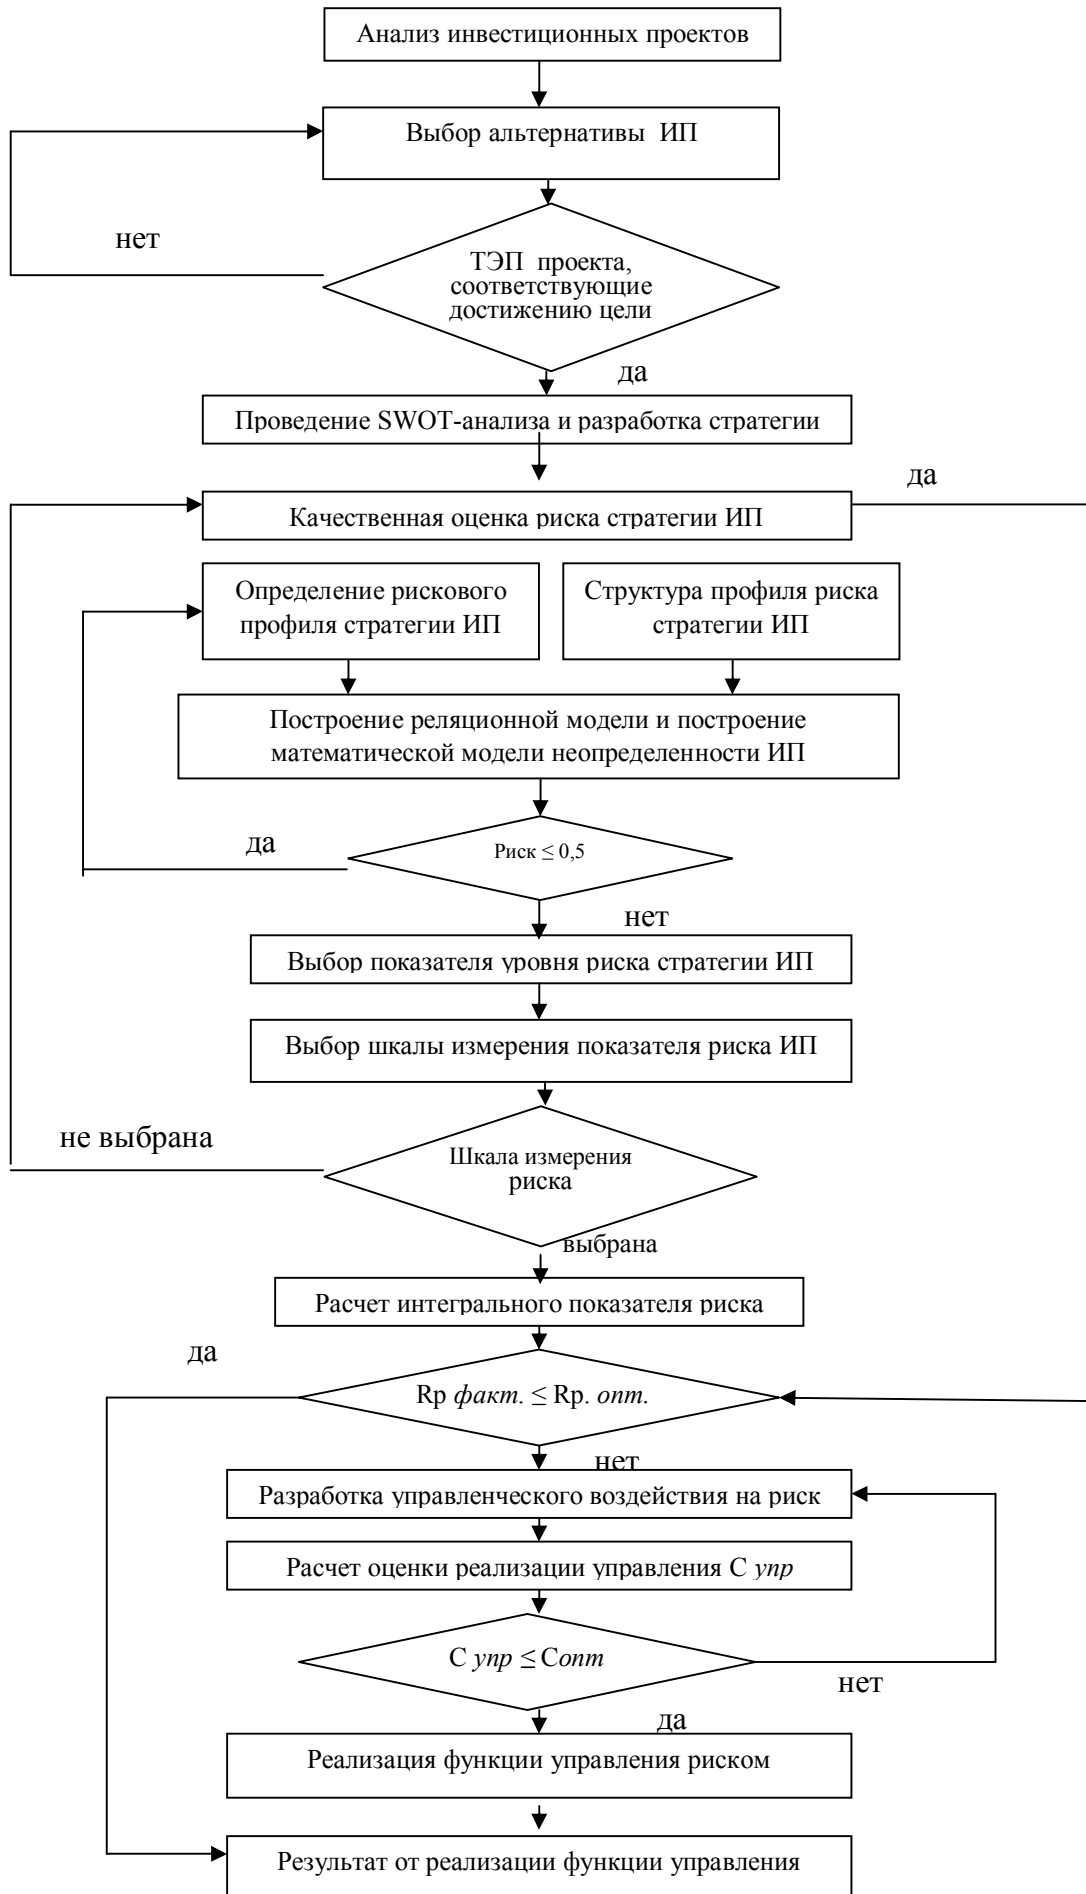 Анализ инвестиционных проектов
Выбор альтернативы ИП
нет
ТЭП проекта,
соответствующие
достижению цели
да
Проведение SWOT-анализа и разработка стратегии
да
Качественная оценка риска стратегии ИП
Определение рискового
профиля стратегии ИП
Структура профиля риска
стратегии ИП
Построение реляционной модели и построение
математической модели неопределенности ИП
да
Риск ≤ 0,5
нет
Выбор показателя уровня риска стратегии ИП
Выбор шкалы измерения показателя риска ИП
не выбрана
Шкала измерения
риска
выбрана
Расчет интегрального показателя риска
да
Rp факт. ≤ Rp. опт.
нет
Разработка управленческого воздействия на риск
Расчет оценки реализации управления С упр
С упр ≤ Сопт
нет
да
Реализация функции управления риском
Результат от реализации функции управления